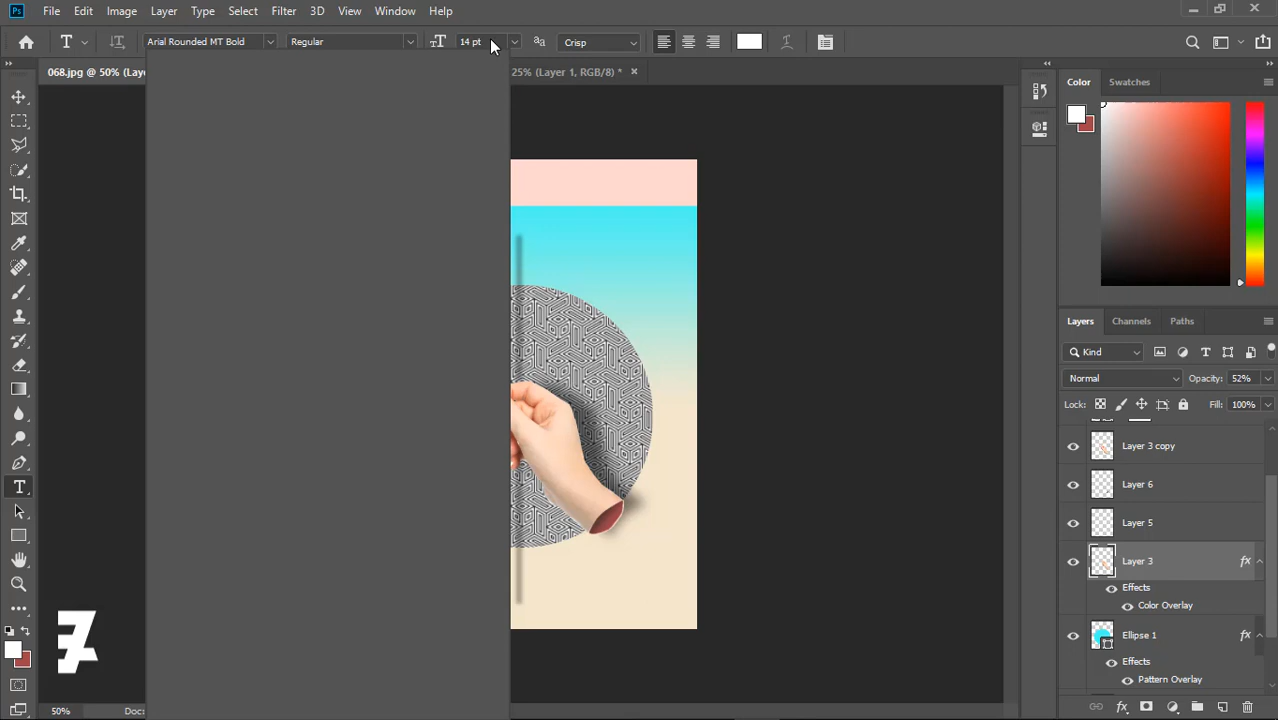 File Edit Image Layer Type Select Filter 3D View Window Help
Arial Rounded MT Bold Regular 14 pt Crisp
068.jpg @ 50% (Lay 25% (Layer 1, RGB/8) *
Color Swatches
Layers Channels Paths
Kind
Normal Opacity: 52%
Lock: Fill: 100%
Layer 3 copy
Layer 6
Layer 5
Layer 3 fx
Effects
Color Overlay
Ellipse 1 fx
Effects
Pattern Overlay
50% Doc: